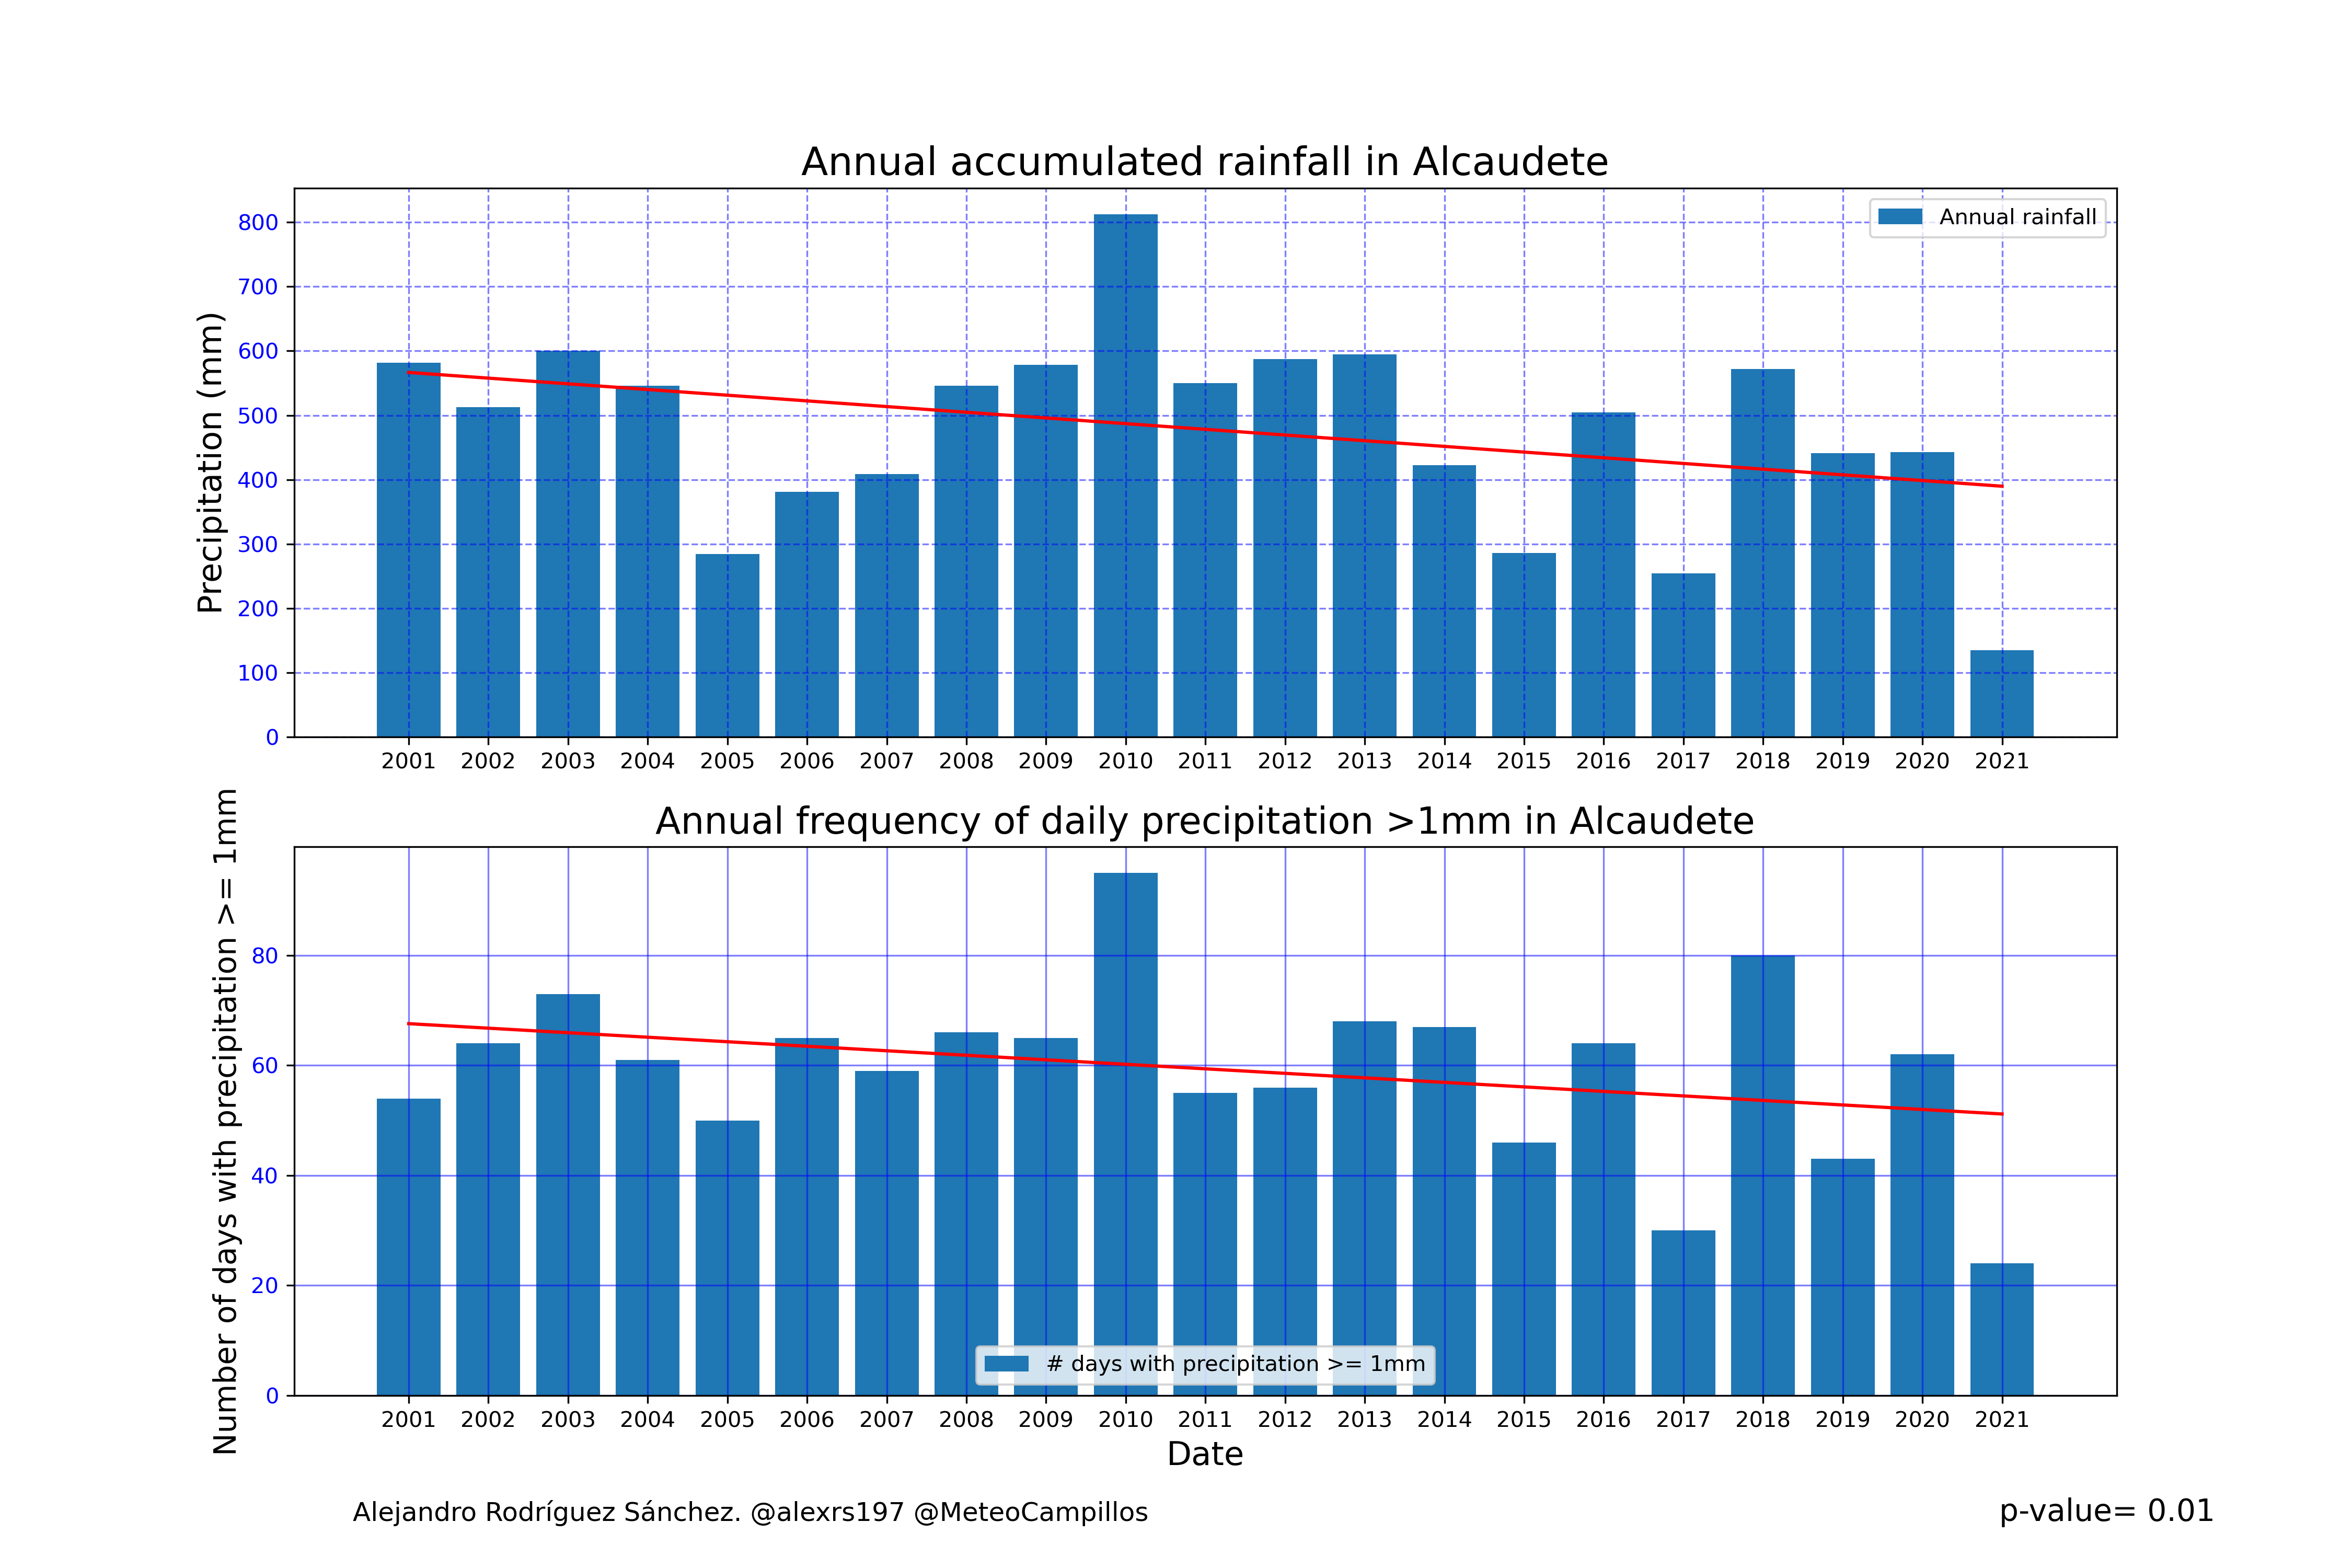 Annual accumulated rainfall in Alcaudete
Precipitation (mm)
800
700
600
500
400
300
200
100
0
Annual rainfall
2001 2002 2003 2004 2005 2006 2007 2008 2009 2010 2011 2012 2013 2014 2015 2016 2017 2018 2019 2020 2021
Annual frequency of daily precipitation >1mm in Alcaudete
Number of days with precipitation >= 1mm
80
60
40
20
0
# days with precipitation >= 1mm
2001 2002 2003 2004 2005 2006 2007 2008 2009 2010 2011 2012 2013 2014 2015 2016 2017 2018 2019 2020 2021
Date
Alejandro Rodríguez Sánchez. @alexrs197 @MeteoCampillos
p-value= 0.01